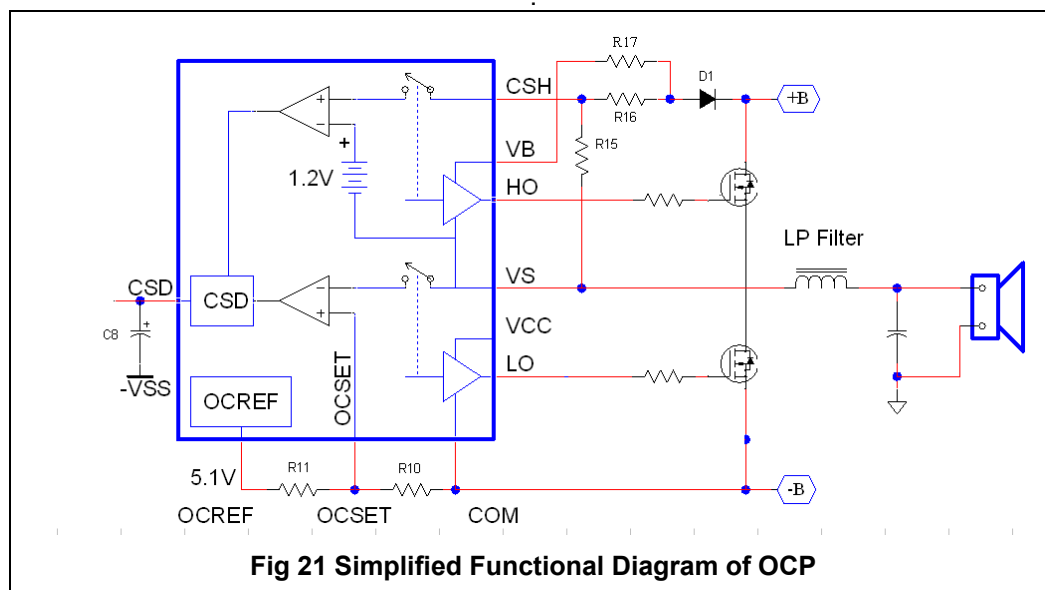 R17
D1
CSH
+B
R16
+
−
+
VB
R15
1.2V
HO
LP Filter
CSD
VS
CSD
−
+
C8
+
VCC
-VSS
LO
OCSET
OCREF
5.1V
R11
R10
-B
OCREF
OCSET
COM
Fig 21 Simplified Functional Diagram of OCP